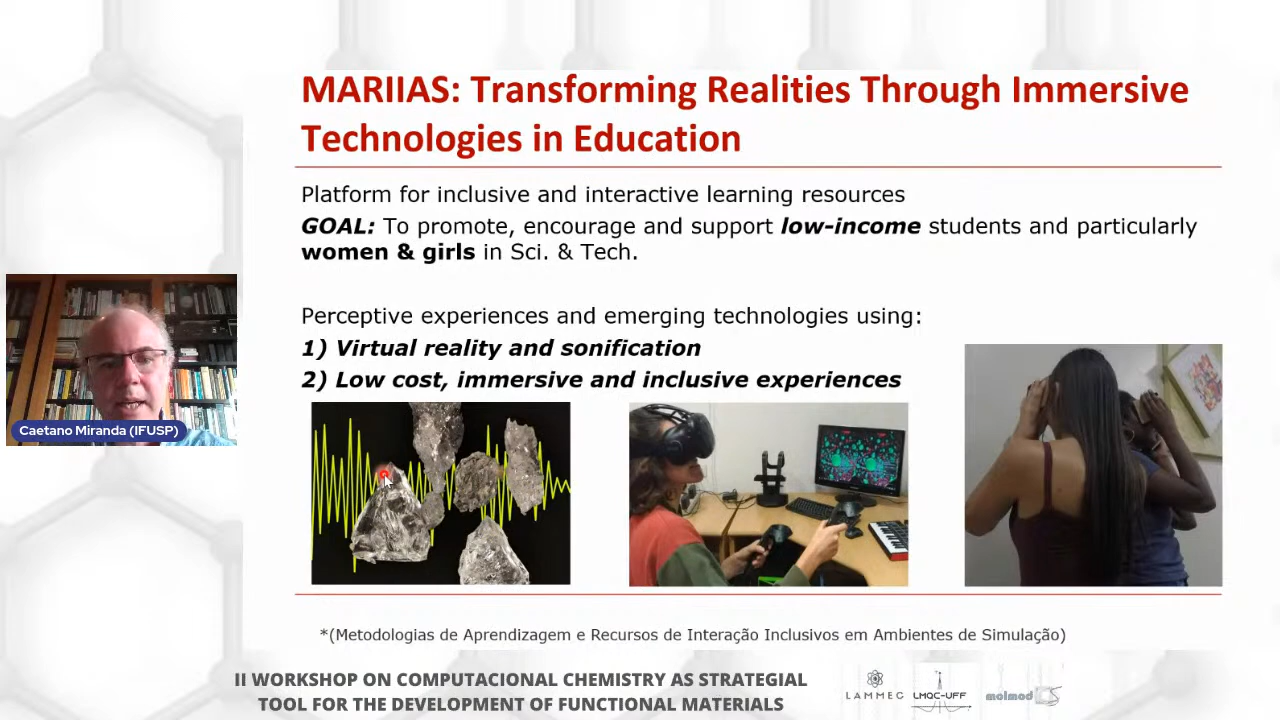 MARIIAS: Transforming Realities Through Immersive
Technologies in Education
Platform for inclusive and interactive learning resources
GOAL: To promote, encourage and support low-income students and particularly
women & girls in Sci. & Tech.
Perceptive experiences and emerging technologies using:
1) Virtual reality and sonification
2) Low cost, immersive and inclusive experiences
Caetano Miranda (IFUSP)
*(Metodologias de Aprendizagem e Recursos de Interação Inclusivos em Ambientes de Simulação)
II WORKSHOP ON COMPUTACIONAL CHEMISTRY AS STRATEGIAL
TOOL FOR THE DEVELOPMENT OF FUNCTIONAL MATERIALS
LAMMEC
LMQC-UFF
molmod CS